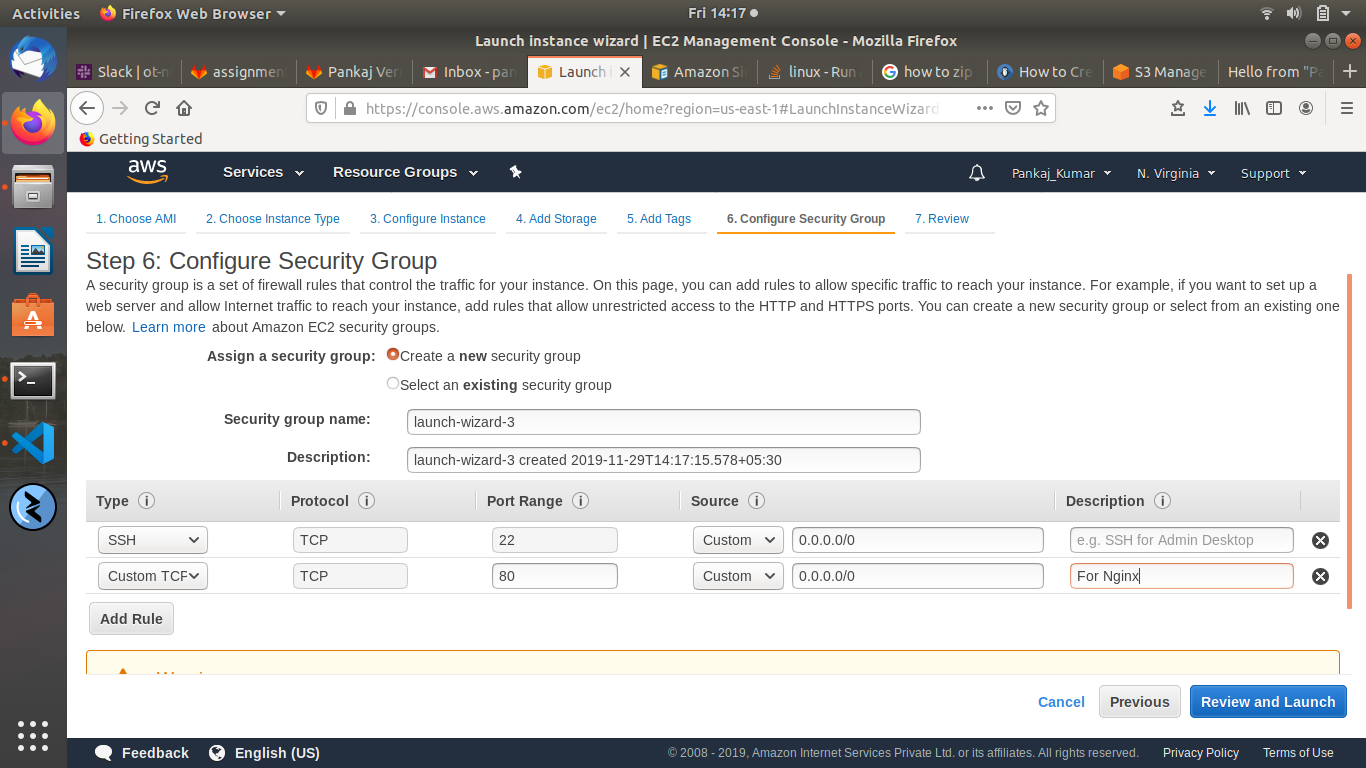 Activities Firefox Web Browser Fri 14:17
Launch instance wizard | EC2 Management Console - Mozilla Firefox
Slack | ot-n assignmen Pankaj Ver Inbox - pan Launch i Amazon Si linux - Run how to zip How to Cre S3 Manage Hello from "Pa
https://console.aws.amazon.com/ec2/home?region=us-east-1#LaunchInstanceWizard
Getting Started
aws Services Resource Groups Pankaj_Kumar N. Virginia Support
1. Choose AMI 2. Choose Instance Type 3. Configure Instance 4. Add Storage 5. Add Tags 6. Configure Security Group 7. Review
Step 6: Configure Security Group
A security group is a set of firewall rules that control the traffic for your instance. On this page, you can add rules to allow specific traffic to reach your instance. For example, if you want to set up a
web server and allow Internet traffic to reach your instance, add rules that allow unrestricted access to the HTTP and HTTPS ports. You can create a new security group or select from an existing one
below. Learn more about Amazon EC2 security groups.
Assign a security group: Create a new security group
Select an existing security group
Security group name: launch-wizard-3
Description: launch-wizard-3 created 2019-11-29T14:17:15.578+05:30
Type Protocol Port Range Source Description
SSH TCP 22 Custom 0.0.0.0/0 e.g. SSH for Admin Desktop
Custom TCP TCP 80 Custom 0.0.0.0/0 For Nginx
Add Rule
Cancel Previous Review and Launch
Feedback English (US) © 2008 - 2019, Amazon Internet Services Private Ltd. or its affiliates. All rights reserved. Privacy Policy Terms of Use